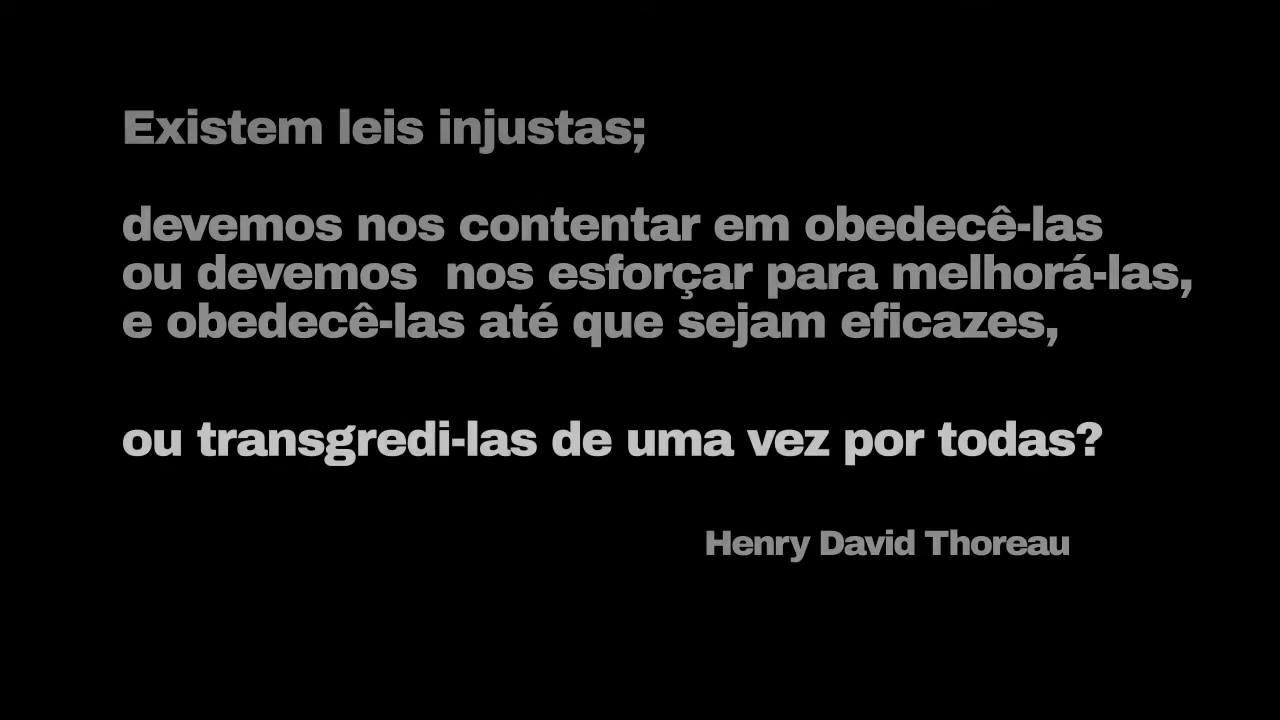 Existem leis injustas;
devemos nos contentar em obedecê-las
ou devemos  nos esforçar para melhorá-las,
e obedecê-las até que sejam eficazes,
ou transgredi-las de uma vez por todas?
Henry David Thoreau